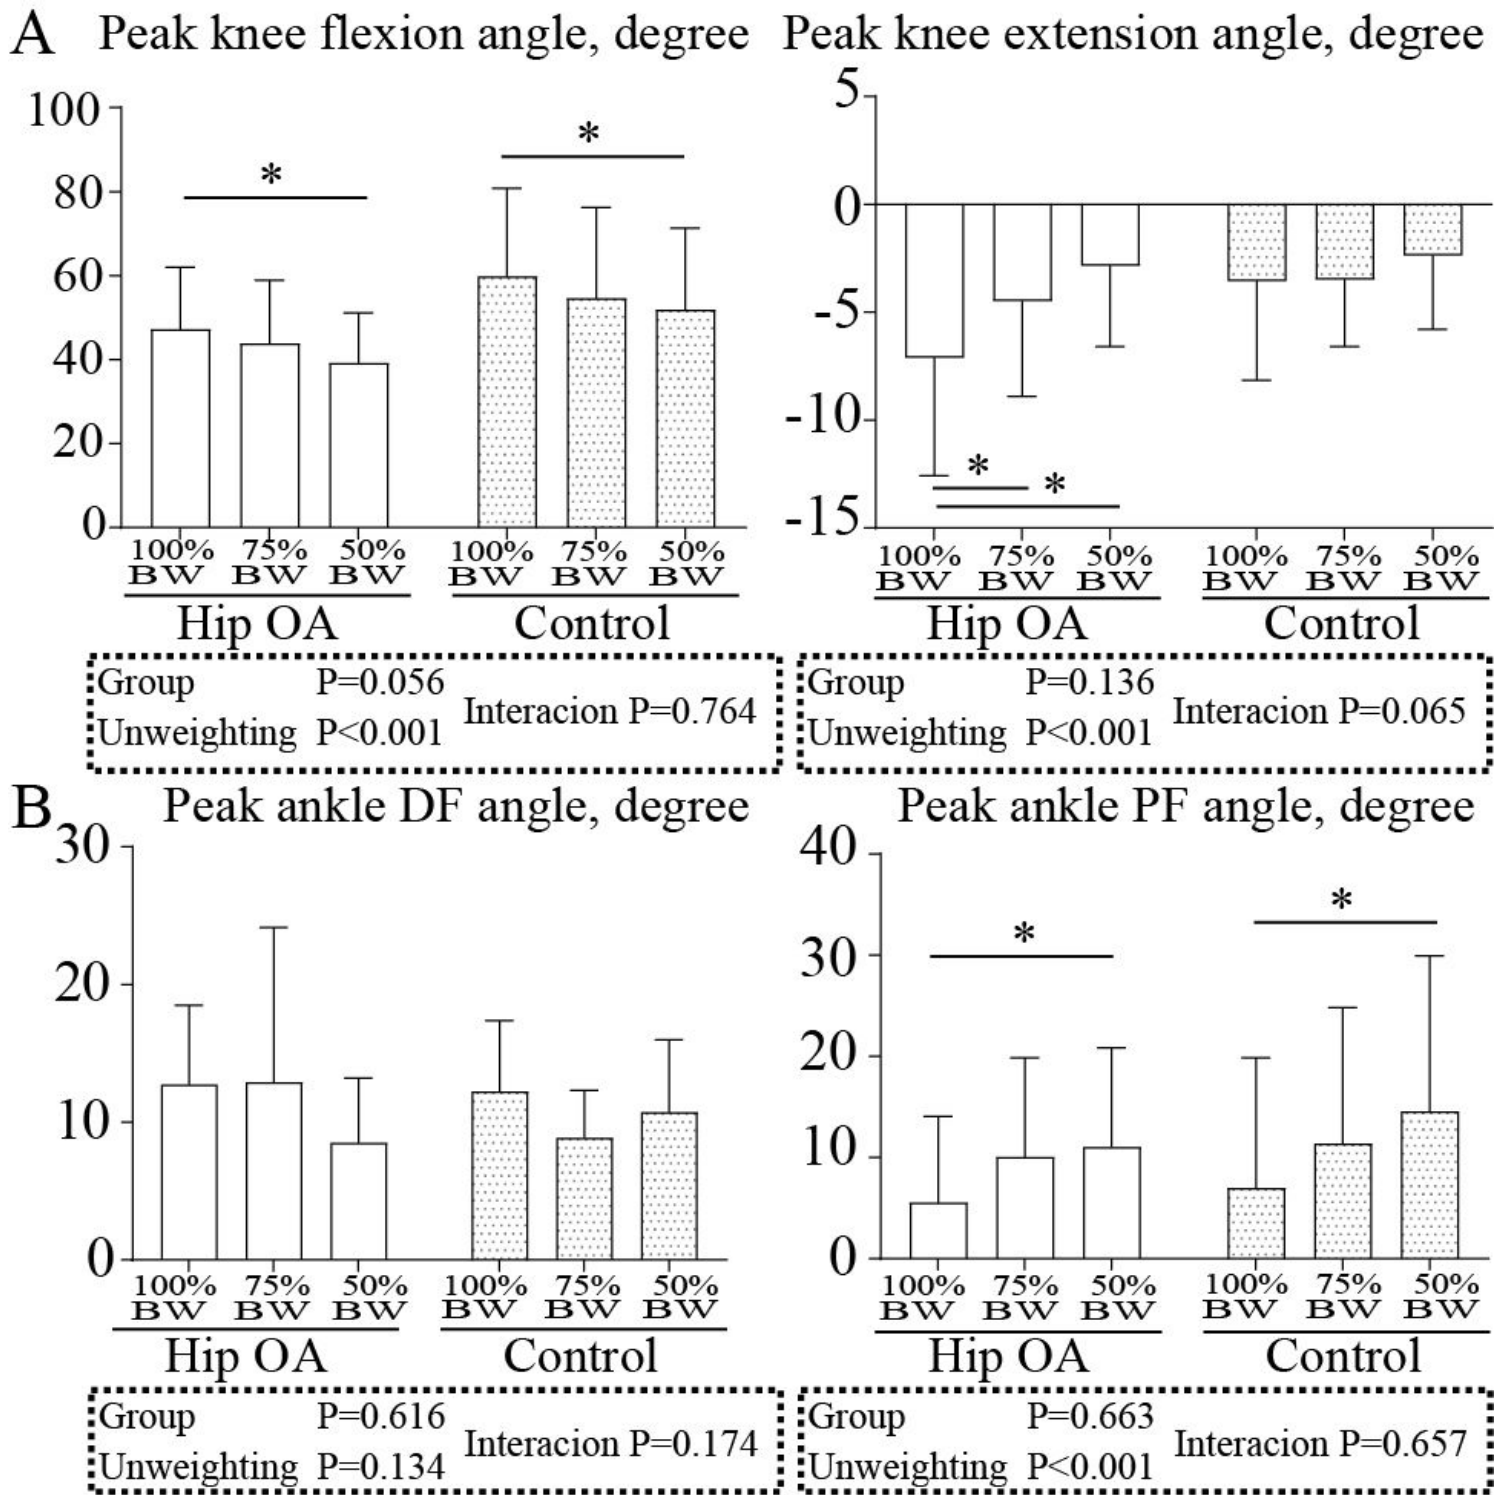 A Peak knee flexion angle, degree Peak knee extension angle, degree
100
80
60
40
20
0
*
*
100% 75% 50% 100% 75% 50%
BW BW BW BW BW BW
Hip OA Control
5
0
-5
-10
-15
*
*
100% 75% 50% 100% 75% 50%
BW BW BW BW BW BW
Hip OA Control
Group P=0.056
Unweighting P<0.001
Interacion P=0.764
Group P=0.136
Unweighting P<0.001
Interacion P=0.065
B Peak ankle DF angle, degree Peak ankle PF angle, degree
30
20
10
0
100% 75% 50% 100% 75% 50%
BW BW BW BW BW BW
Hip OA Control
40
30
20
10
0
*
*
100% 75% 50% 100% 75% 50%
BW BW BW BW BW BW
Hip OA Control
Group P=0.616
Unweighting P=0.134
Interacion P=0.174
Group P=0.663
Unweighting P<0.001
Interacion P=0.657